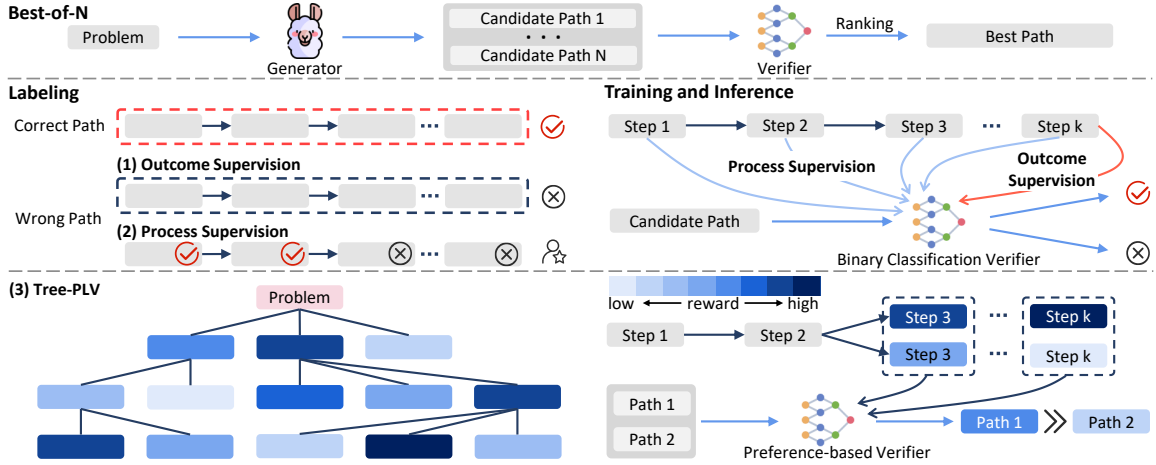 Best-of-N
Problem
Generator
Candidate Path 1
• • •
Candidate Path N
Verifier
Ranking
Best Path
Labeling
Correct Path
(1) Outcome Supervision
Wrong Path
(2) Process Supervision
Training and Inference
Step 1
Step 2
Step 3
Step k
Process Supervision
Outcome
Supervision
Candidate Path
Binary Classification Verifier
(3) Tree-PLV
Problem
low
reward
high
Step 1
Step 2
Step 3
Step k
Step 3
Step k
Path 1
Path 2
Preference-based Verifier
Path 1
Path 2